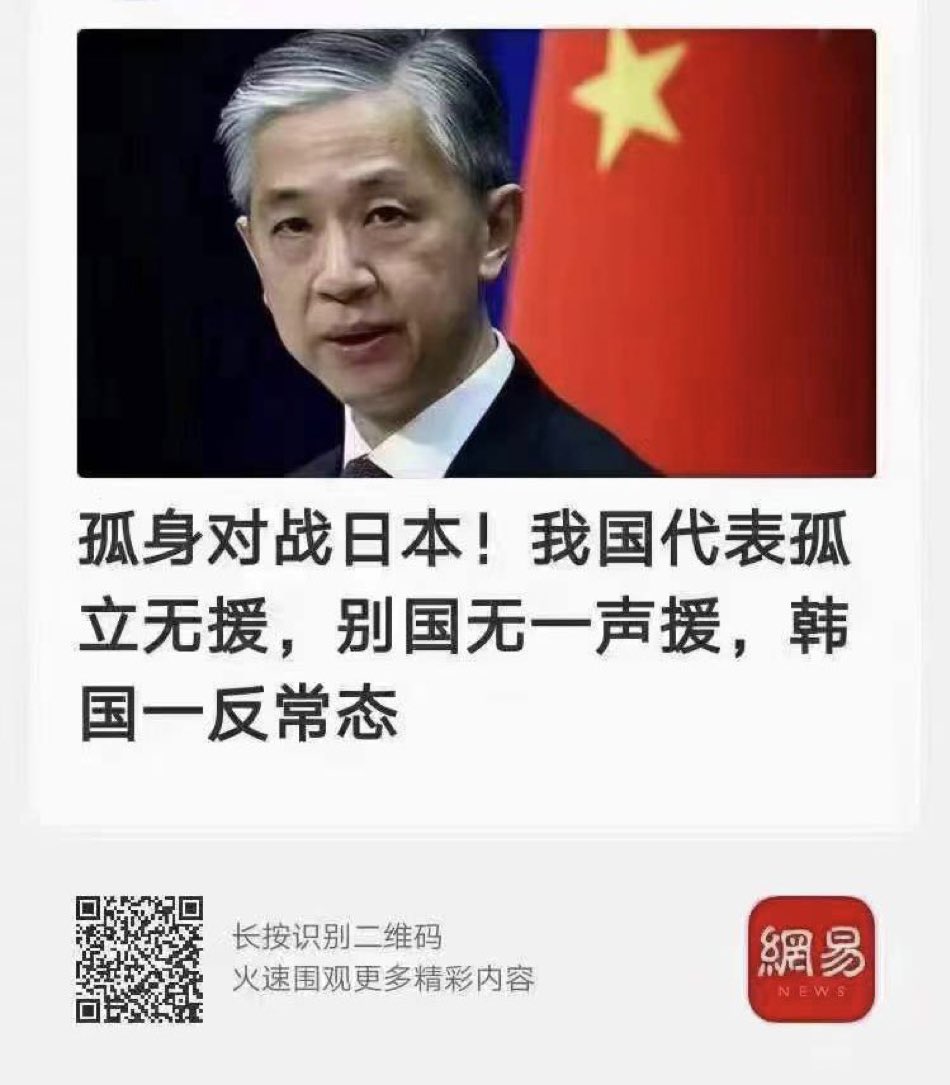 孤身对战日本！我国代表孤
立无援，别国无一声援，韩
国一反常态
长按识别二维码
火速围观更多精彩内容
網易
NEWS